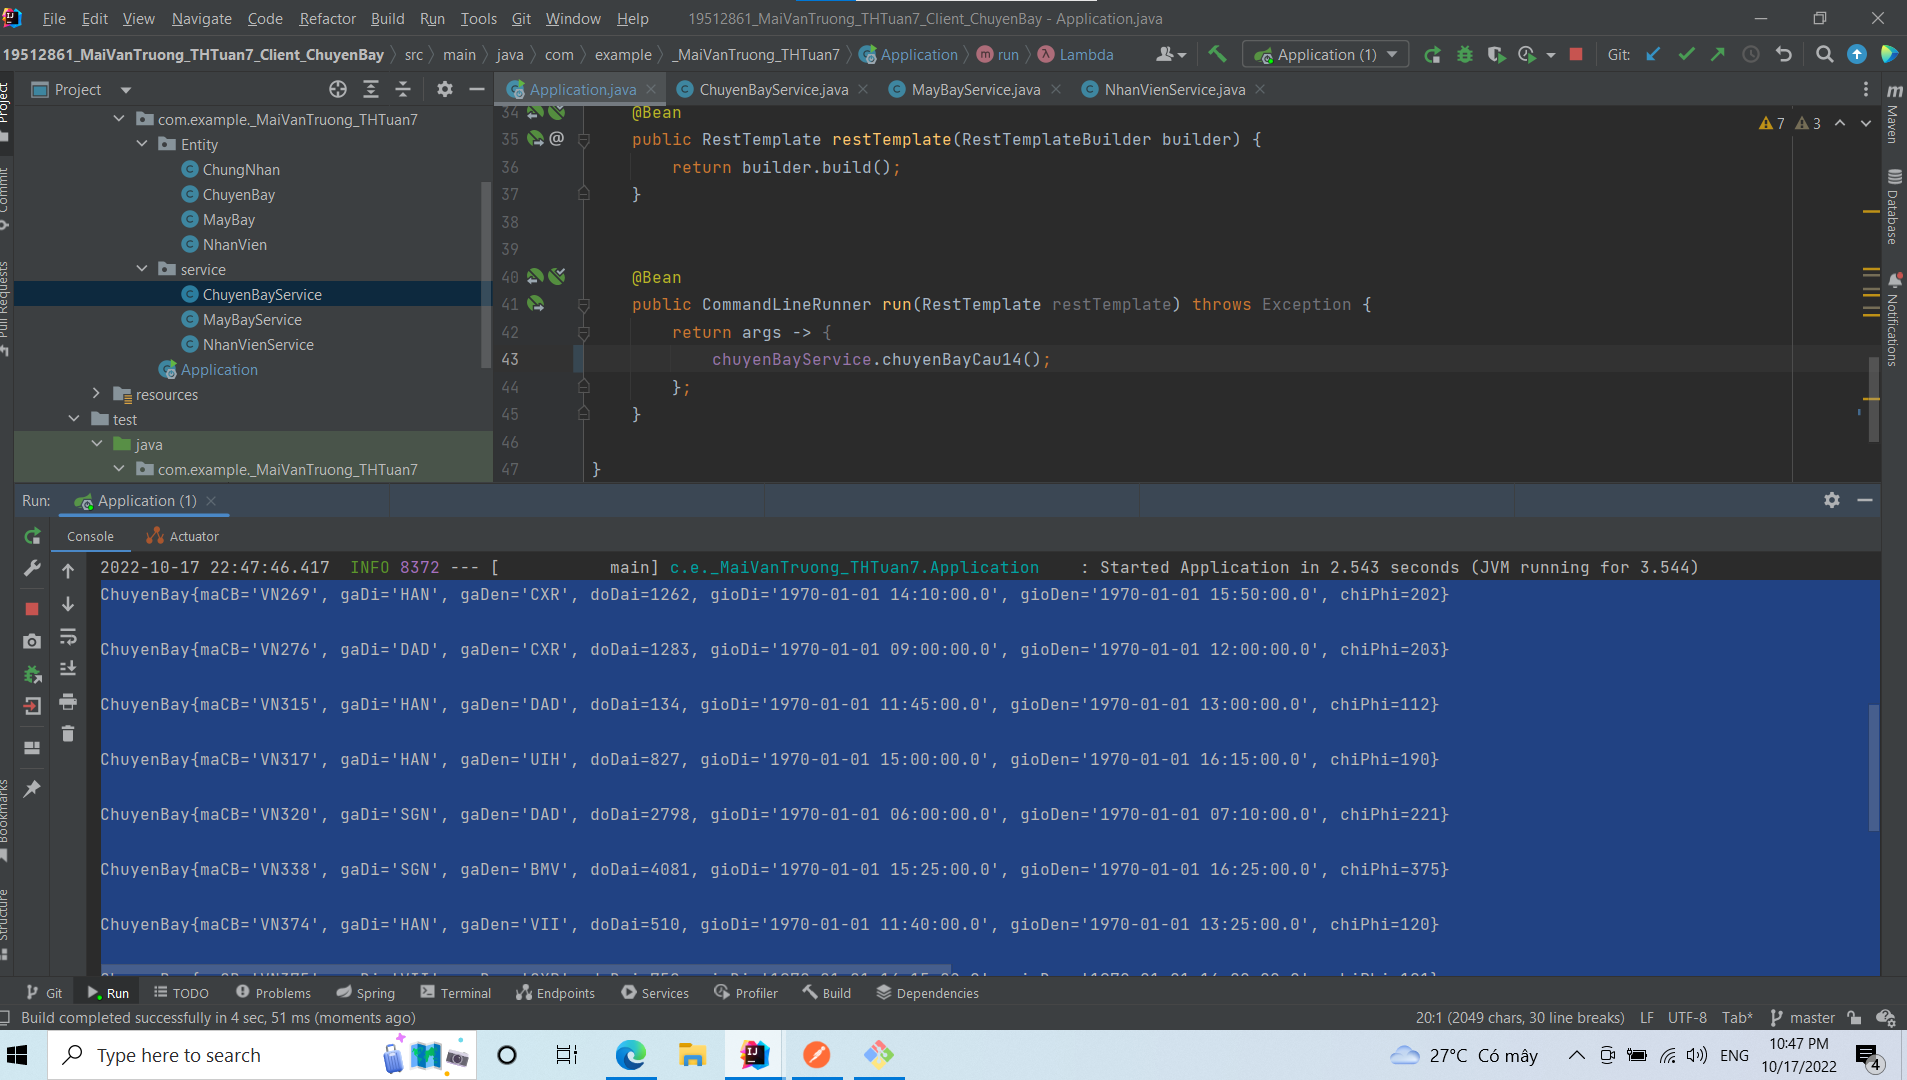 File Edit View Navigate Code Refactor Build Run Tools Git Window Help 19512861_MaiVanTruong_THTuan7_Client_ChuyenBay - Application.java
19512861_MaiVanTruong_THTuan7_Client_ChuyenBay src main java com example _MaiVanTruong_THTuan7 Application run Lambda Application (1) Git:
Project
Application.java ChuyenBayService.java MayBayService.java NhanVienService.java
com.example._MaiVanTruong_THTuan7
Entity
ChungNhan
ChuyenBay
MayBay
NhanVien
service
ChuyenBayService
MayBayService
NhanVienService
Application
resources
test
java
com.example._MaiVanTruong_THTuan7
7 3
34 @Bean
35 public RestTemplate restTemplate(RestTemplateBuilder builder) {
36 return builder.build();
37 }
38
39
40 @Bean
41 public CommandLineRunner run(RestTemplate restTemplate) throws Exception {
42 return args -> {
43 chuyenBayService.chuyenBayCau14();
44 };
45 }
46
47 }
Project
Commit
Pull Requests
Bookmarks
Structure
Maven
Database
Notifications
Run: Application (1)
Console Actuator
2022-10-17 22:47:46.417 INFO 8372 --- [ main] c.e._MaiVanTruong_THTuan7.Application : Started Application in 2.543 seconds (JVM running for 3.544)
ChuyenBay{maCB='VN269', gaDi='HAN', gaDen='CXR', doDai=1262, gioDi='1970-01-01 14:10:00.0', gioDen='1970-01-01 15:50:00.0', chiPhi=202}
ChuyenBay{maCB='VN276', gaDi='DAD', gaDen='CXR', doDai=1283, gioDi='1970-01-01 09:00:00.0', gioDen='1970-01-01 12:00:00.0', chiPhi=203}
ChuyenBay{maCB='VN315', gaDi='HAN', gaDen='DAD', doDai=134, gioDi='1970-01-01 11:45:00.0', gioDen='1970-01-01 13:00:00.0', chiPhi=112}
ChuyenBay{maCB='VN317', gaDi='HAN', gaDen='UIH', doDai=827, gioDi='1970-01-01 15:00:00.0', gioDen='1970-01-01 16:15:00.0', chiPhi=190}
ChuyenBay{maCB='VN320', gaDi='SGN', gaDen='DAD', doDai=2798, gioDi='1970-01-01 06:00:00.0', gioDen='1970-01-01 07:10:00.0', chiPhi=221}
ChuyenBay{maCB='VN338', gaDi='SGN', gaDen='BMV', doDai=4081, gioDi='1970-01-01 15:25:00.0', gioDen='1970-01-01 16:25:00.0', chiPhi=375}
ChuyenBay{maCB='VN374', gaDi='HAN', gaDen='VII', doDai=510, gioDi='1970-01-01 11:40:00.0', gioDen='1970-01-01 13:25:00.0', chiPhi=120}
Git Run TODO Problems Spring Terminal Endpoints Services Profiler Build Dependencies
Build completed successfully in 4 sec, 51 ms (moments ago) 20:1 (2049 chars, 30 line breaks) LF UTF-8 Tab* master
Type here to search 27°C Có mây ENG 10:47 PM
10/17/2022 4